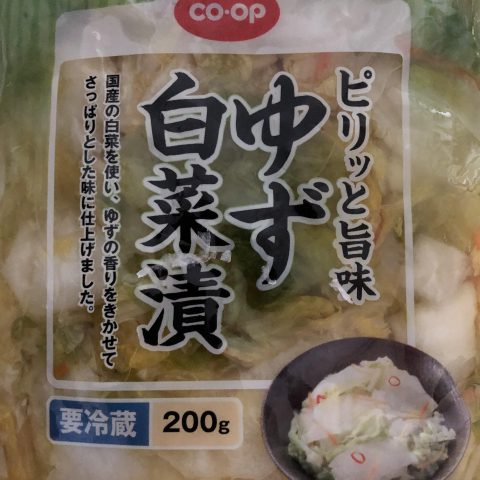 co·op
ピリッと旨味
ゆず
白菜漬
国産の白菜を使い、ゆずの香りをきかせて
さっぱりとした味に仕上げました。
要冷蔵
200g